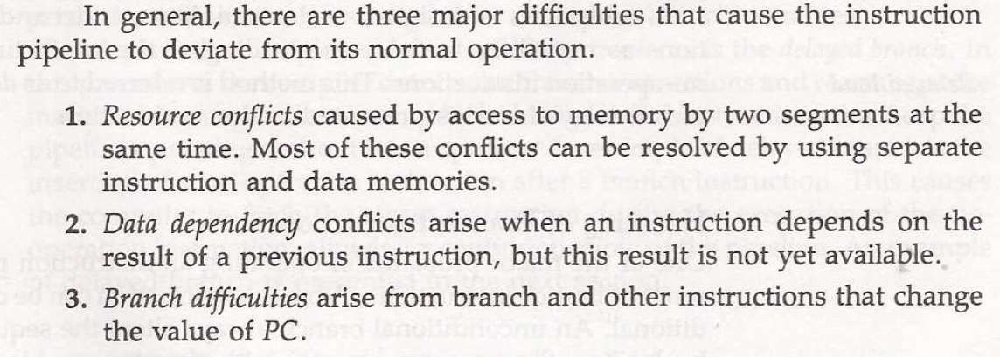 In general, there are three major difficulties that cause the instruction
pipeline to deviate from its normal operation.
1. Resource conflicts caused by access to memory by two segments at the
same time. Most of these conflicts can be resolved by using separate
instruction and data memories.
2. Data dependency conflicts arise when an instruction depends on the
result of a previous instruction, but this result is not yet available.
3. Branch difficulties arise from branch and other instructions that change
the value of PC.